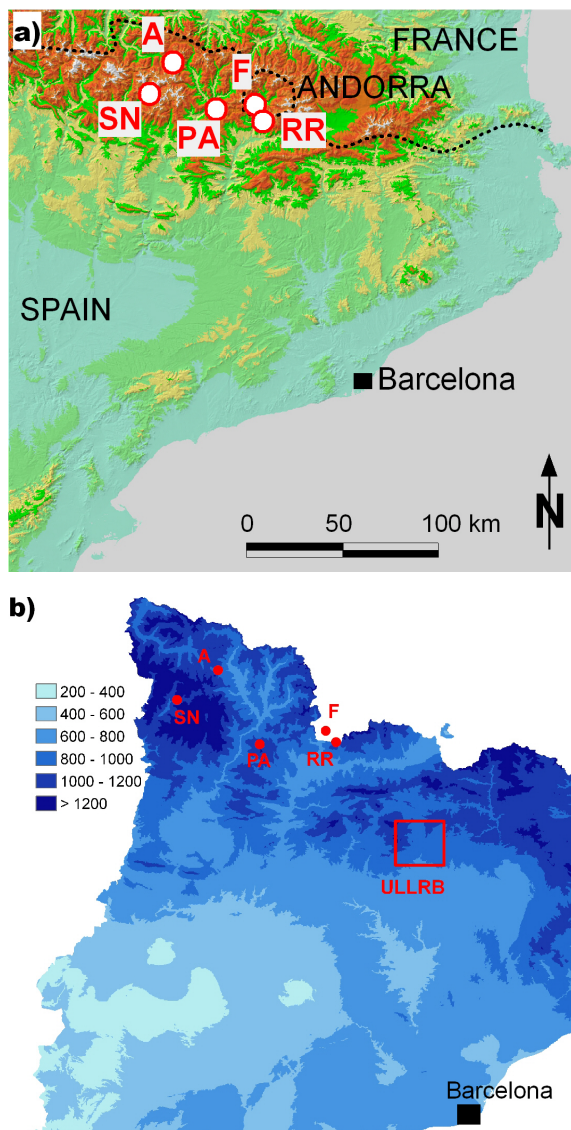 a)
FRANCE
A
F
ANDORRA
SN
PA
RR
SPAIN
Barcelona
0 50 100 km
N
b)
200 - 400
400 - 600
600 - 800
800 - 1000
1000 - 1200
> 1200
A
SN
F
PA
RR
ULLRB
Barcelona